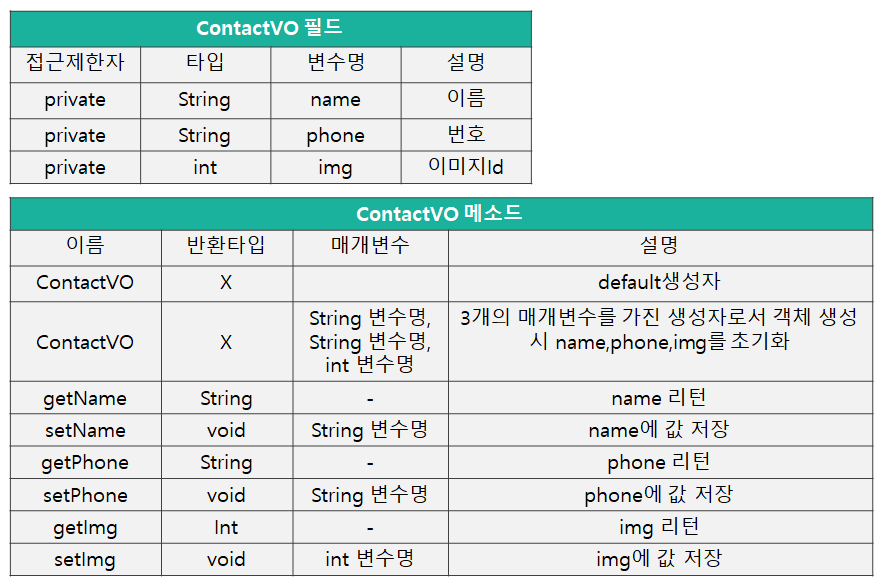 ContactVO 필드
접근제한자 타입 변수명 설명
private String name 이름
private String phone 번호
private int img 이미지Id
ContactVO 메소드
이름 반환타입 매개변수 설명
ContactVO X default생성자
ContactVO X String 변수명, String 변수명, int 변수명 3개의 매개변수를 가진 생성자로서 객체 생성시 name,phone,img를 초기화
getName String - name 리턴
setName void String 변수명 name에 값 저장
getPhone String - phone 리턴
setPhone void String 변수명 phone에 값 저장
getImg Int - img 리턴
setImg void int 변수명 img에 값 저장